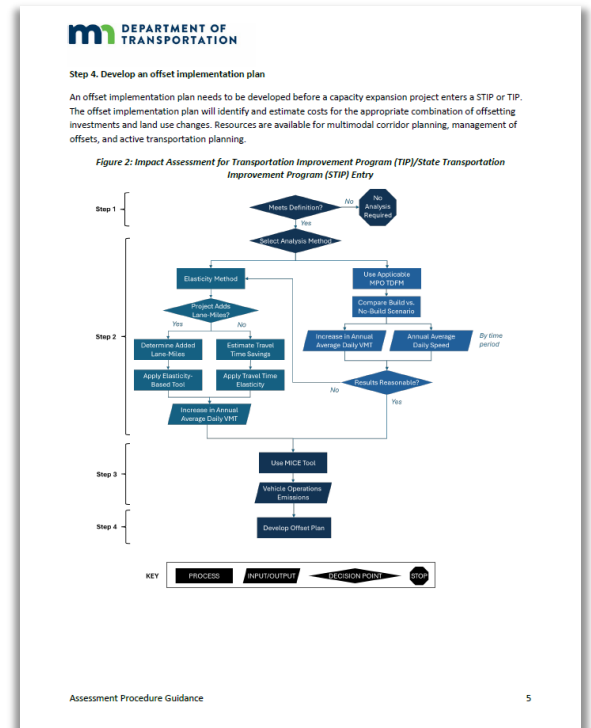 m DEPARTMENT OF
TRANSPORTATION
Step 4. Develop an offset implementation plan
An offset implementation plan needs to be developed before a capacity expansion project enters a STIP or TIP.
The offset implementation plan will identify and estimate costs for the appropriate combination of offsetting
investments and land use changes. Resources are available for multimodal corridor planning, management of
offsets, and active transportation planning.
Figure 2: Impact Assessment for Transportation Improvement Program (TIP)/State Transportation
Improvement Program (STIP) Entry
Step 1
Meets Definition?
No
No
Analysis
Required
Yes
Select Analysis Method
Step 2
Elasticity Method
Use Applicable
MPO TDFM
Project Adds
Lane-Miles?
Compare Build vs.
No-Build Scenario
Yes
No
Determine Added
Lane-Miles
Estimate Travel
Time Savings
Increase in Annual
Average Daily VMT
Annual Average
Daily Speed
By time
period
Apply Elasticity-
Based Tool
Apply Travel Time
Elasticity
Results Reasonable?
No
Yes
Increase in Annual
Average Daily VMT
Step 3
Use MICE Tool
Vehicle Operations
Emissions
Step 4
Develop Offset Plan
KEY
PROCESS
INPUT/OUTPUT
DECISION POINT
STOP
Assessment Procedure Guidance
5